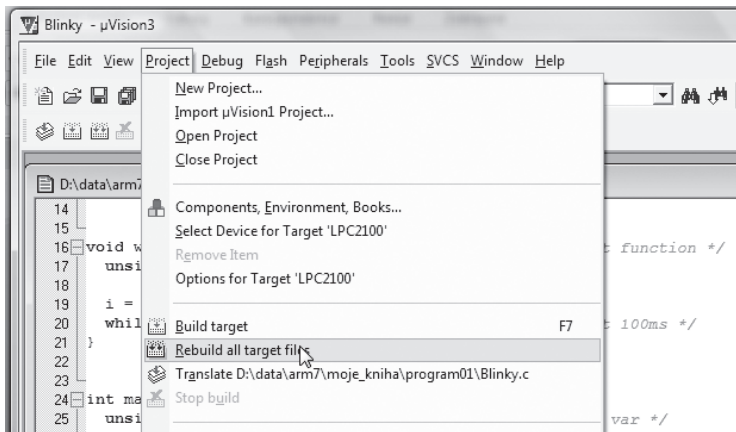 Blinky - µVision3
File Edit View Project Debug Flash Peripherals Tools SVCS Window Help
New Project...
Import µVision1 Project...
Open Project
Close Project
D:\data\arm7
Components, Environment, Books...
Select Device for Target 'LPC2100'
Remove Item
Options for Target 'LPC2100'
Build target F7
Rebuild all target files
Translate D:\data\arm7\moje_kniha\program01\Blinky.c
Stop build
14
15
16 void w t function */
17 unsi
18
19 i =
20 whil t 100ms */
21 }
22
23
24 int ma
25 unsi var */